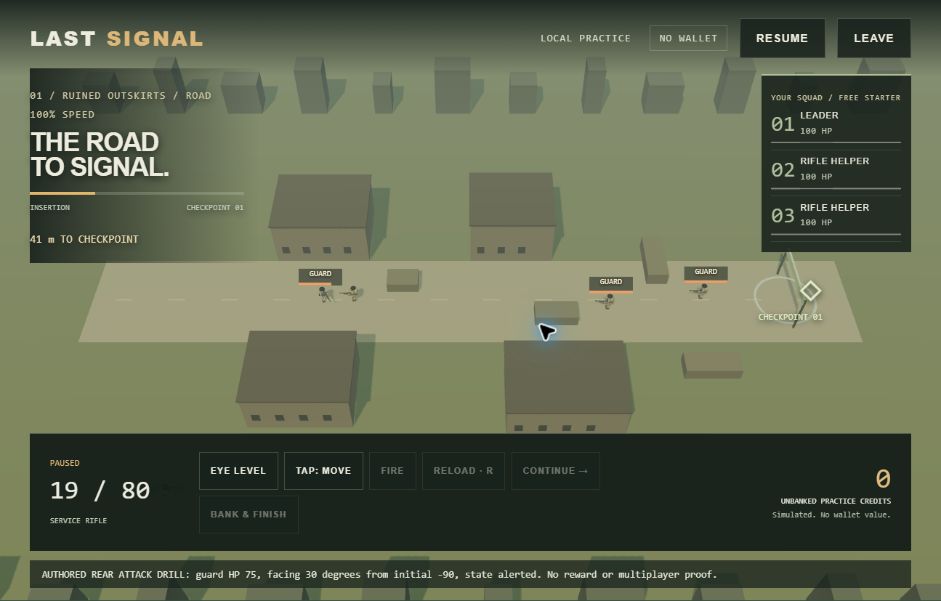 LAST SIGNAL
LOCAL PRACTICE
NO WALLET
RESUME
LEAVE
01 / RUINED OUTSKIRTS / ROAD
100% SPEED
THE ROAD
TO SIGNAL.
INSERTION
CHECKPOINT 01
41 m TO CHECKPOINT
YOUR SQUAD / FREE STARTER
01 LEADER
100 HP
02 RIFLE HELPER
100 HP
03 RIFLE HELPER
100 HP
GUARD
GUARD
GUARD
CHECKPOINT 01
PAUSED
19 / 80
SERVICE RIFLE
EYE LEVEL
TAP: MOVE
FIRE
RELOAD · R
CONTINUE →
BANK & FINISH
0
UNBANKED PRACTICE CREDITS
Simulated. No wallet value.
AUTHORED REAR ATTACK DRILL: guard HP 75, facing 30 degrees from initial -90, state alerted. No reward or multiplayer proof.